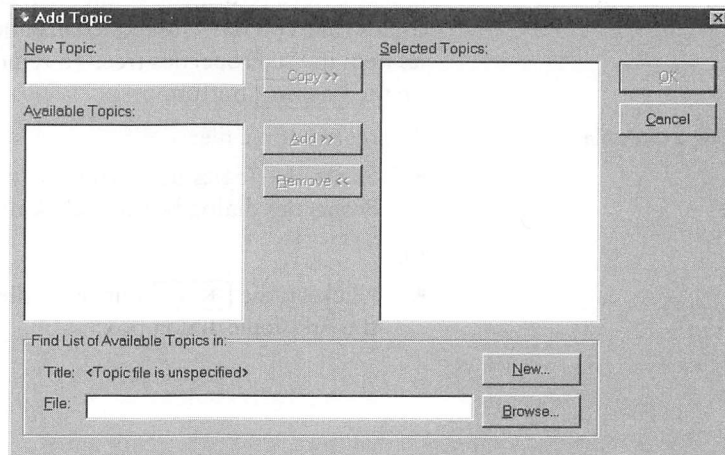 Add Topic
New Topic:
Selected Topics:
Copy >>
OK
Available Topics:
Cancel
Add >>
Remove <<
Find List of Available Topics in:
Title: <Topic file is unspecified>
New...
File:
Browse...